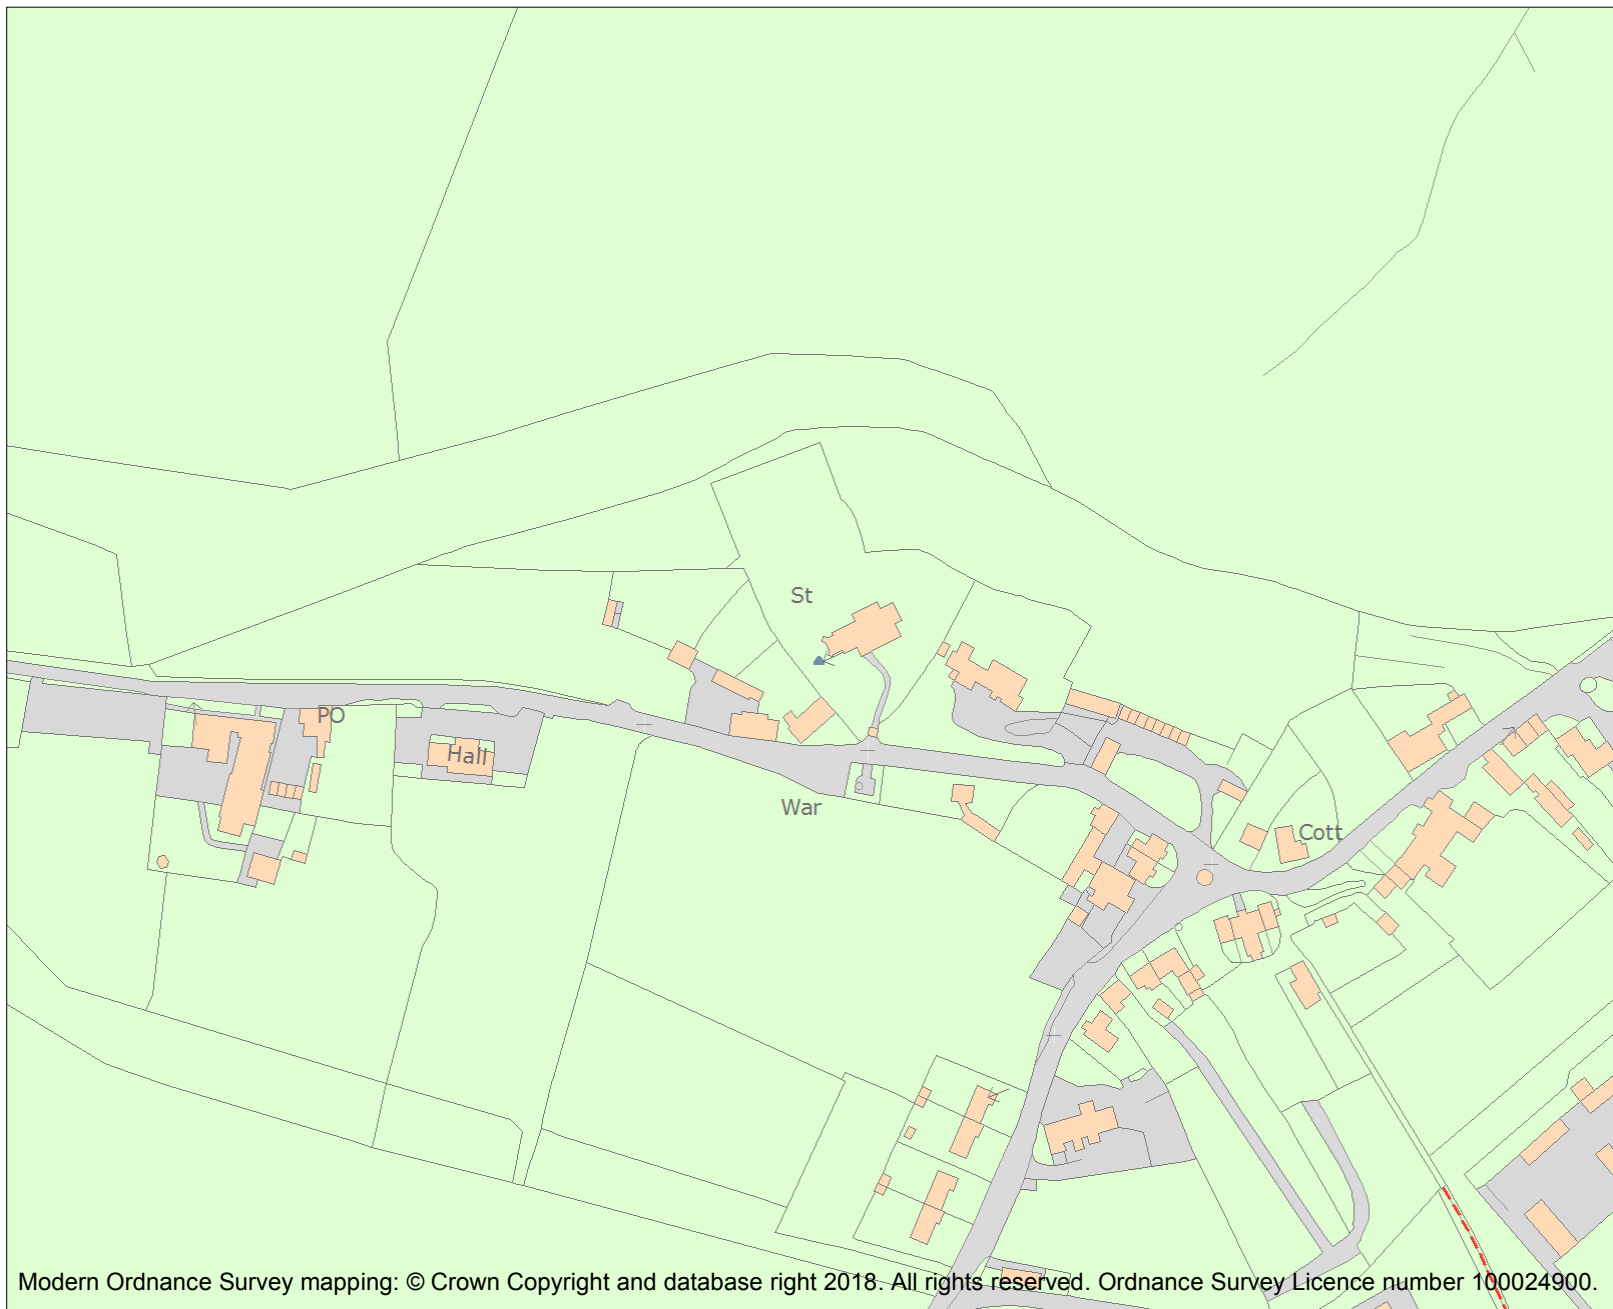 St
PO
Hall
War
Cott
Modern Ordnance Survey mapping: © Crown Copyright and database right 2018. All rights reserved. Ordnance Survey Licence number 100024900.